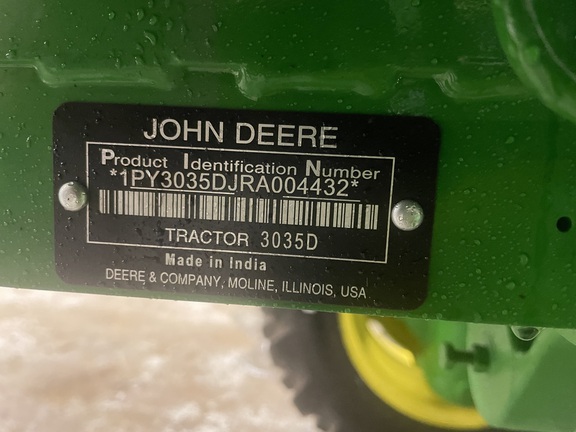 JOHN DEERE
Product Identification Number
*1PY3035DJRA004432*
TRACTOR 3035D
Made in India
DEERE & COMPANY, MOLINE, ILLINOIS, USA